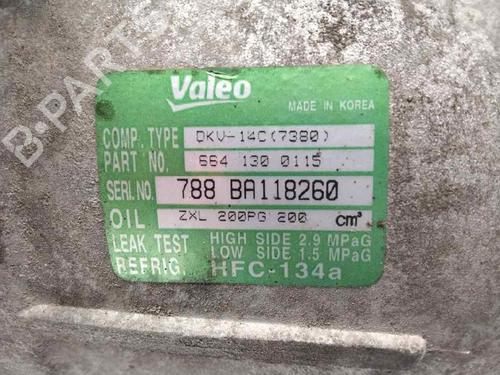 B-PARTS
Valeo
MADE IN KOREA
COMP. TYPE DKV-14C(7380)
PART NO. 664 130 0115
SERI. NO. 788 BA118260
OIL ZXL 200PG 200 cm³
LEAK TEST HIGH SIDE 2.9 MPaG
LOW SIDE 1.5 MPaG
REFRIG. HFC-134a